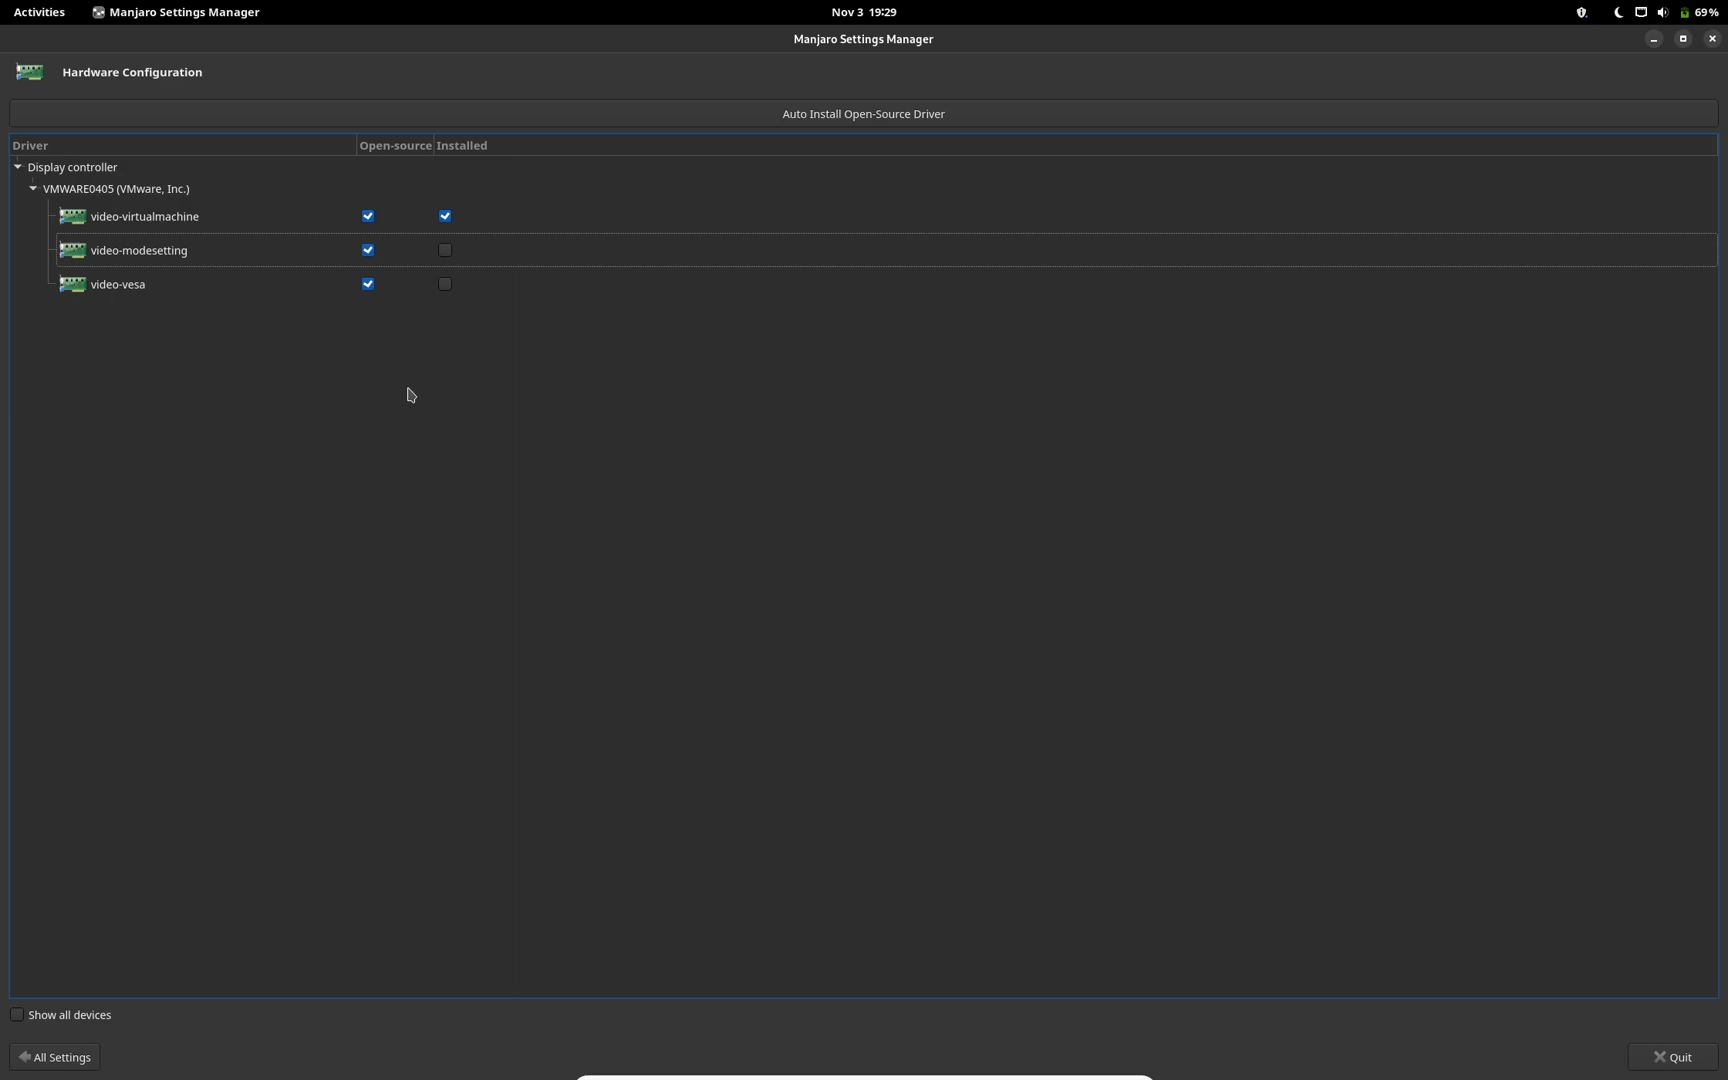 Activities Manjaro Settings Manager Nov 3 19:29 69 %
Manjaro Settings Manager
Hardware Configuration
Auto Install Open-Source Driver
Driver Open-source Installed
Display controller
VMWARE0405 (VMware, Inc.)
video-virtualmachine
video-modesetting
video-vesa
Show all devices
All Settings Quit